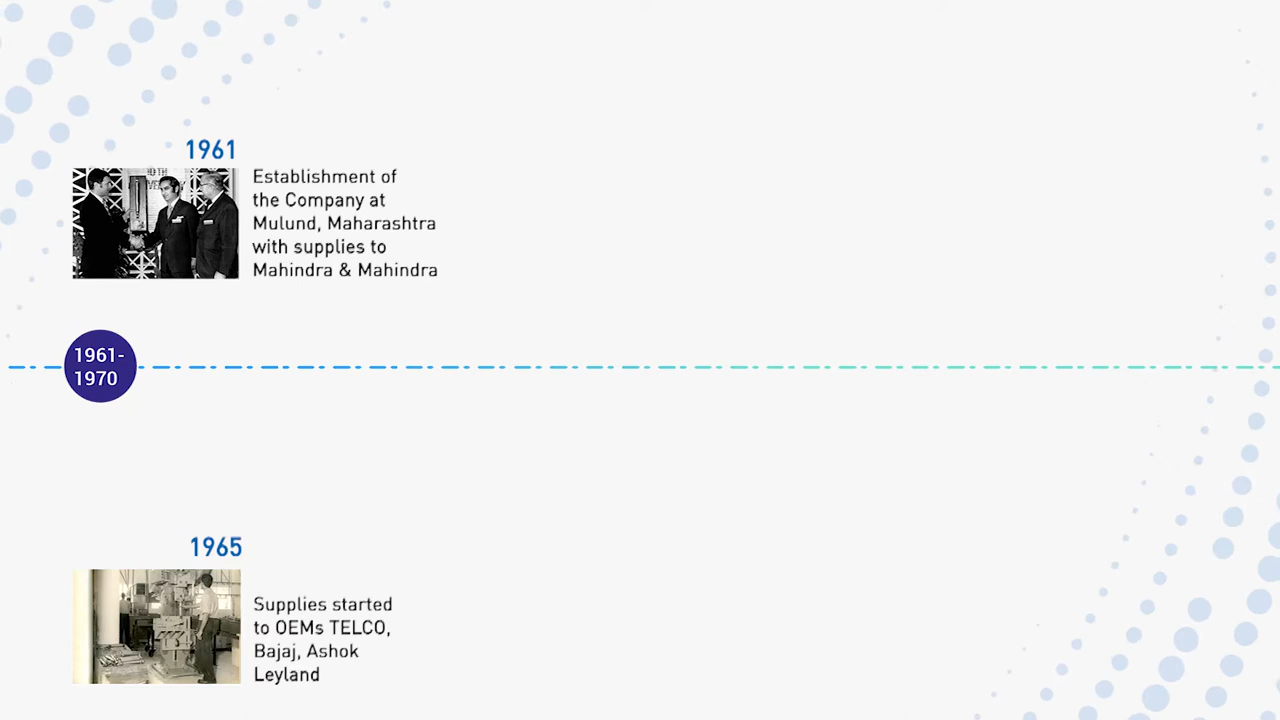 1961
Establishment of
the Company at
Mulund, Maharashtra
with supplies to
Mahindra & Mahindra
1961-
1970
1965
Supplies started
to OEMs TELCO,
Bajaj, Ashok
Leyland